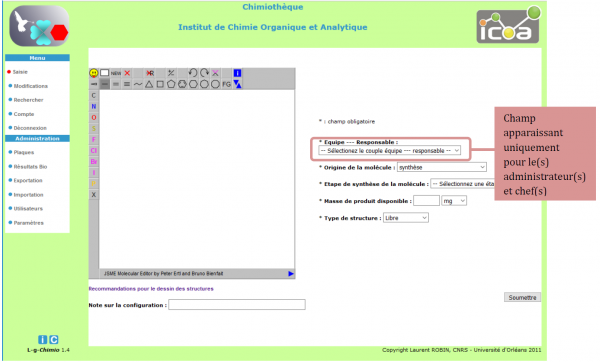 Chimiothèque
Institut de Chimie Organique et Analytique
icoa
Menu
Saisie
Modifications
Rechercher
Compte
Déconnexion
Administration
Plaques
Résultats Bio
Exportation
Importation
Utilisateurs
Paramètres
L-g-Chimio 1.4
NEW
FG
C
N
O
S
F
Cl
Br
I
X
JSME Molecular Editor by Peter Ertl and Bruno Bienfait
Recommandations pour le dessin des structures
Note sur la configuration :
* : champ obligatoire
* Equipe --- Responsable :
-- Sélectionez le couple équipe --- responsable --
* Origine de la molécule : synthèse
* Etape de synthèse de la molécule : -- Sélectionnez une éta
* Masse de produit disponible : mg
* Type de structure : Libre
Soumettre
Champ
apparaissant
uniquement
pour le(s)
administrateur(s)
et chef(s)
Copyright Laurent ROBIN, CNRS - Université d'Orléans 2011